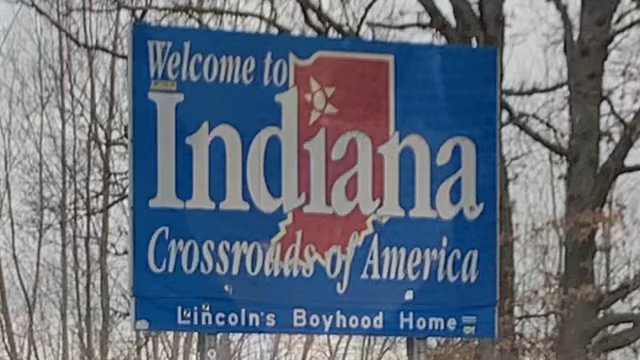 Welcome to
Indiana
Crossroads of America
Lincoln's Boyhood Home